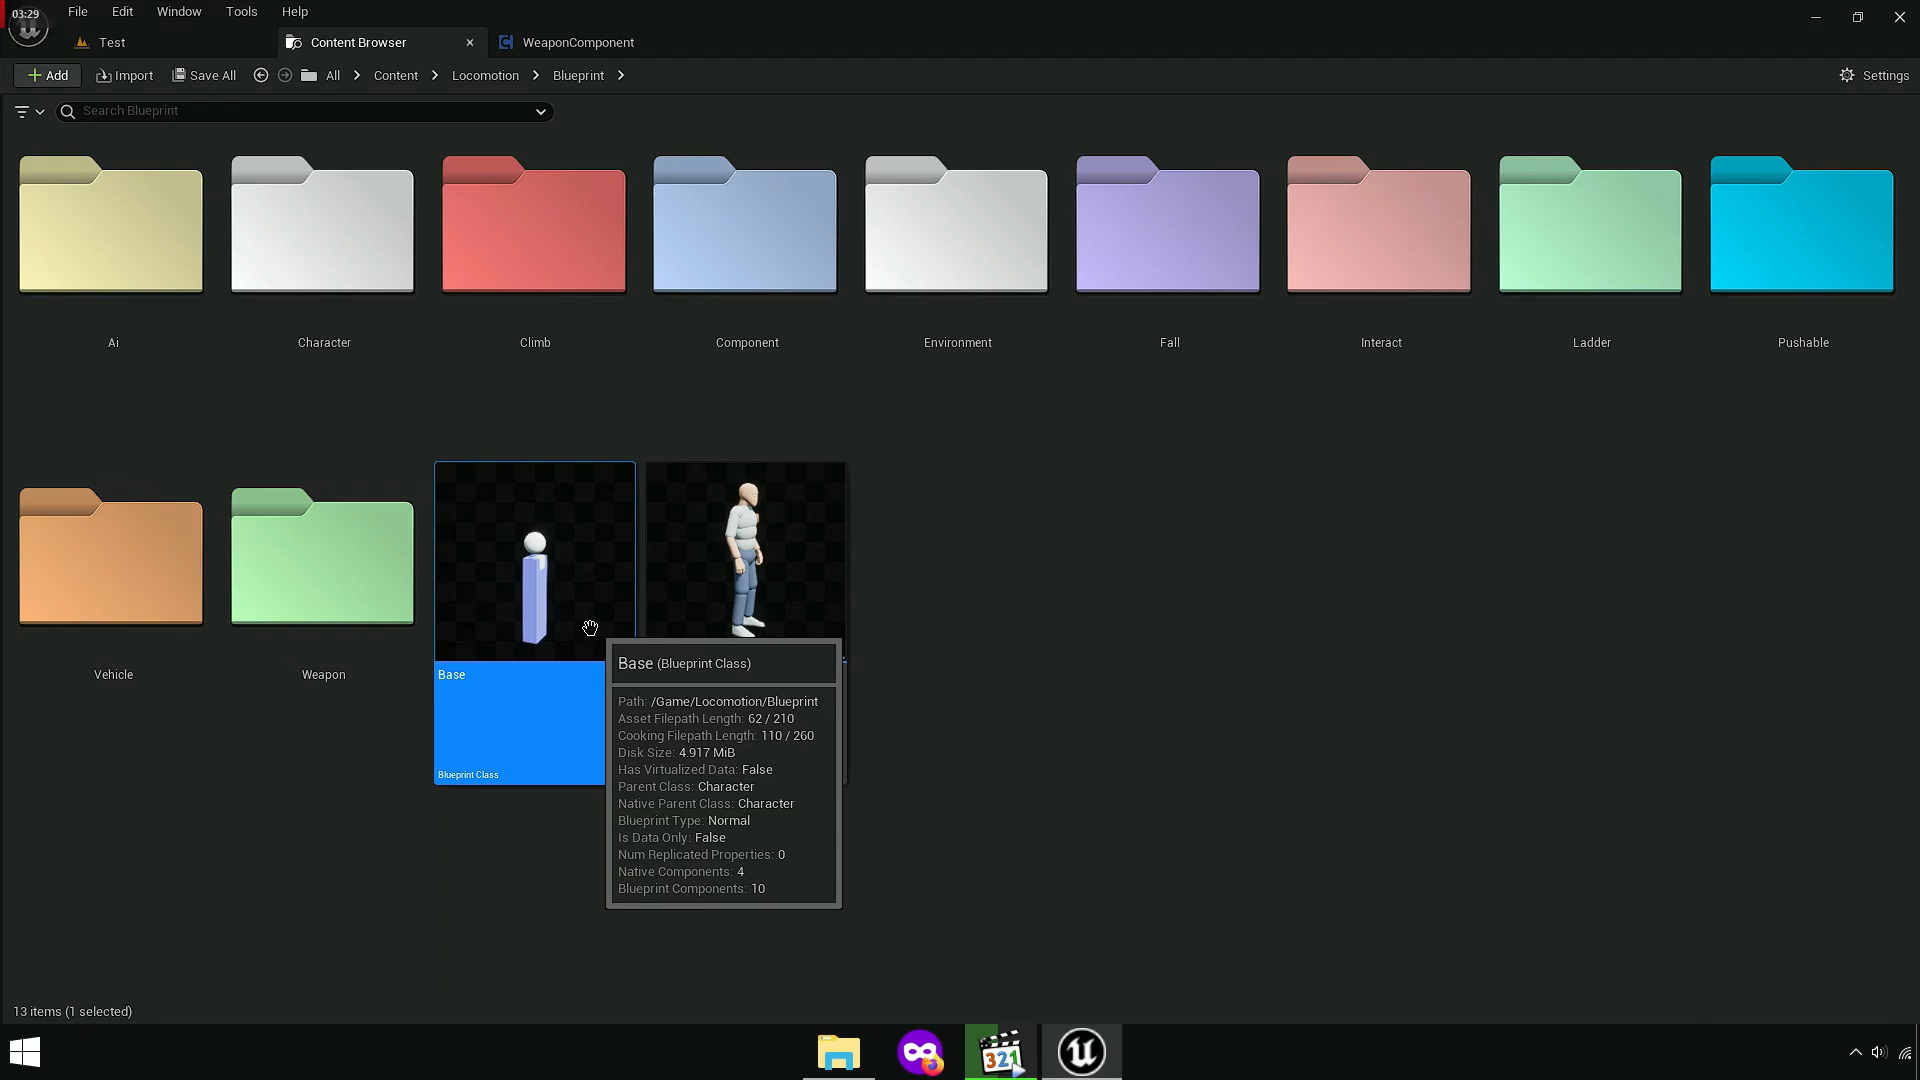 03:29
File
Edit
Window
Tools
Help
Test
Content Browser
WeaponComponent
Add
Import
Save All
All
Content
Locomotion
Blueprint
Settings
Search Blueprint
Ai
Character
Climb
Component
Environment
Fall
Interact
Ladder
Pushable
Vehicle
Weapon
Base
Blueprint Class
Base (Blueprint Class)
Path: /Game/Locomotion/Blueprint
Asset Filepath Length: 62 / 210
Cooking Filepath Length: 110 / 260
Disk Size: 4.917 MiB
Has Virtualized Data: False
Parent Class: Character
Native Parent Class: Character
Blueprint Type: Normal
Is Data Only: False
Num Replicated Properties: 0
Native Components: 4
Blueprint Components: 10
13 items (1 selected)
321